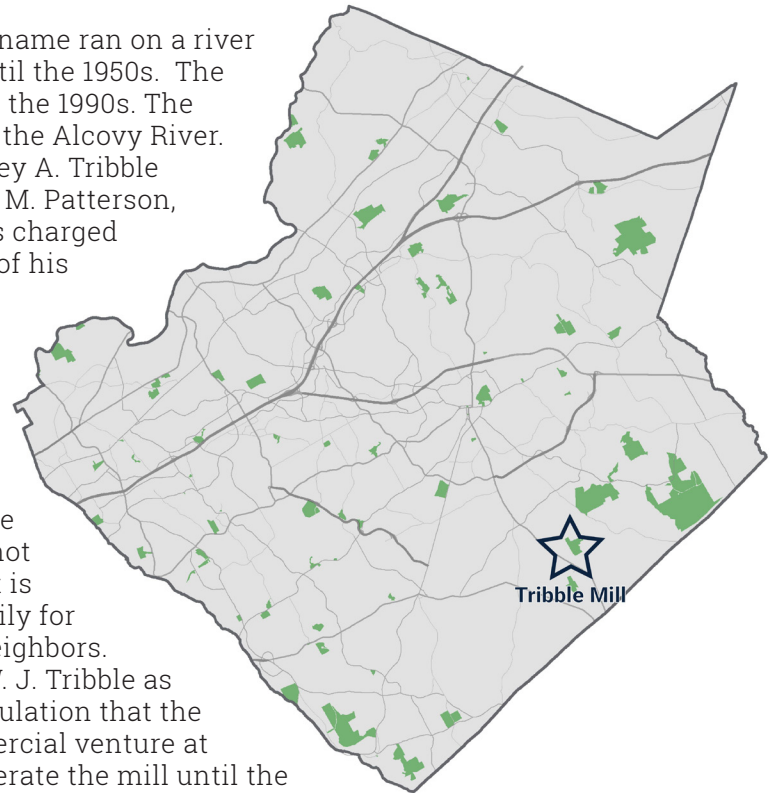 name ran on a river
til the 1950s. The
the 1990s. The
the Alcovy River.
ey A. Tribble
M. Patterson,
s charged
of his
e
not
is
ily for
eighbors.
. J. Tribble as
ulation that the
ercial venture at
erate the mill until the
Tribble Mill